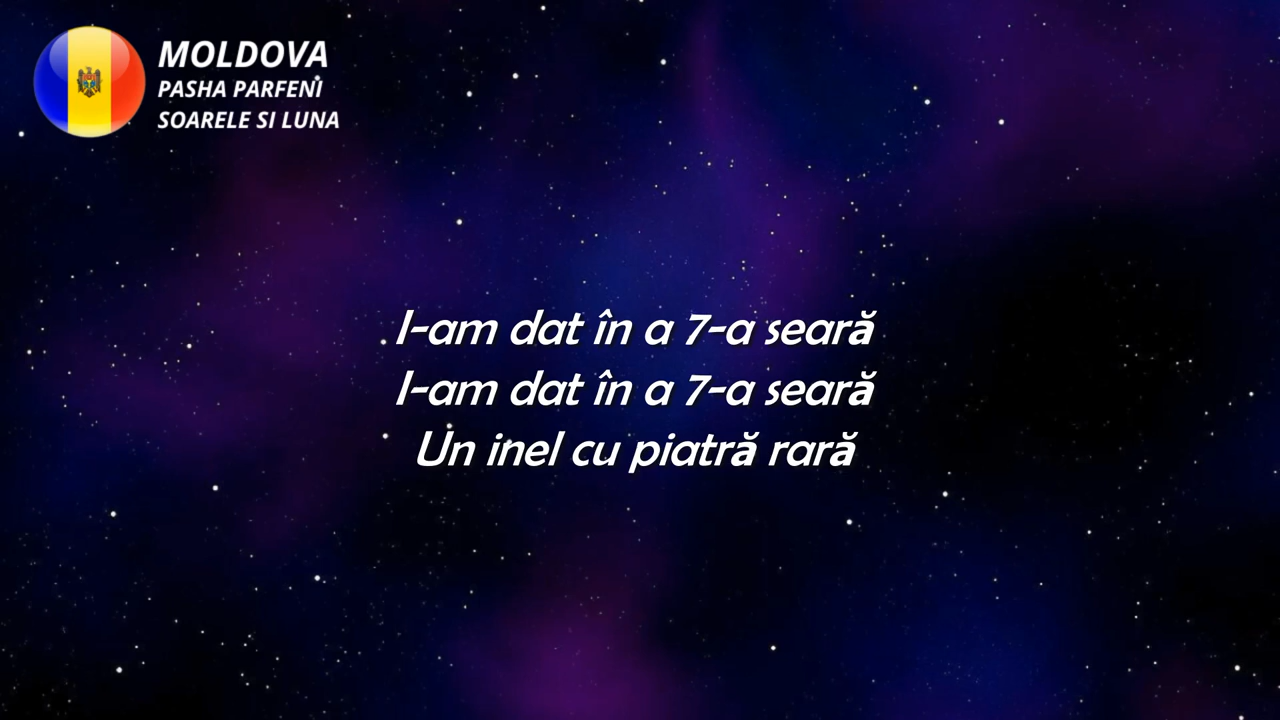 MOLDOVA
PASHA PARFENI
SOARELE SI LUNA
I-am dat în a 7-a seară
I-am dat în a 7-a seară
Un inel cu piatră rară